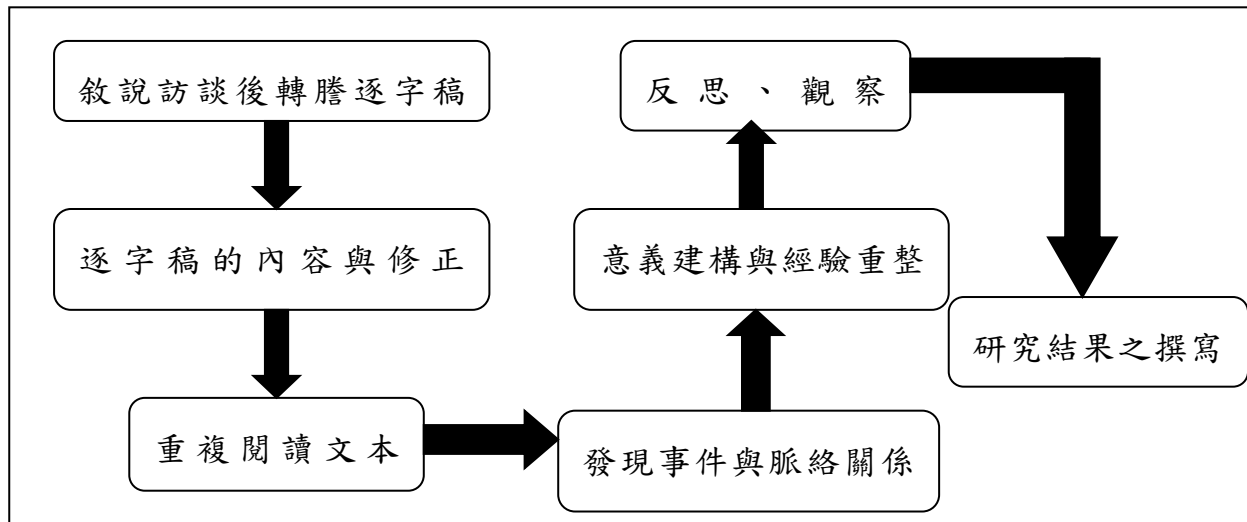 敘說訪談後轉謄逐字稿
逐字稿的內容與修正
重複閱讀文本
發現事件與脈絡關係
意義建構與經驗重整
反思、觀察
研究結果之撰寫